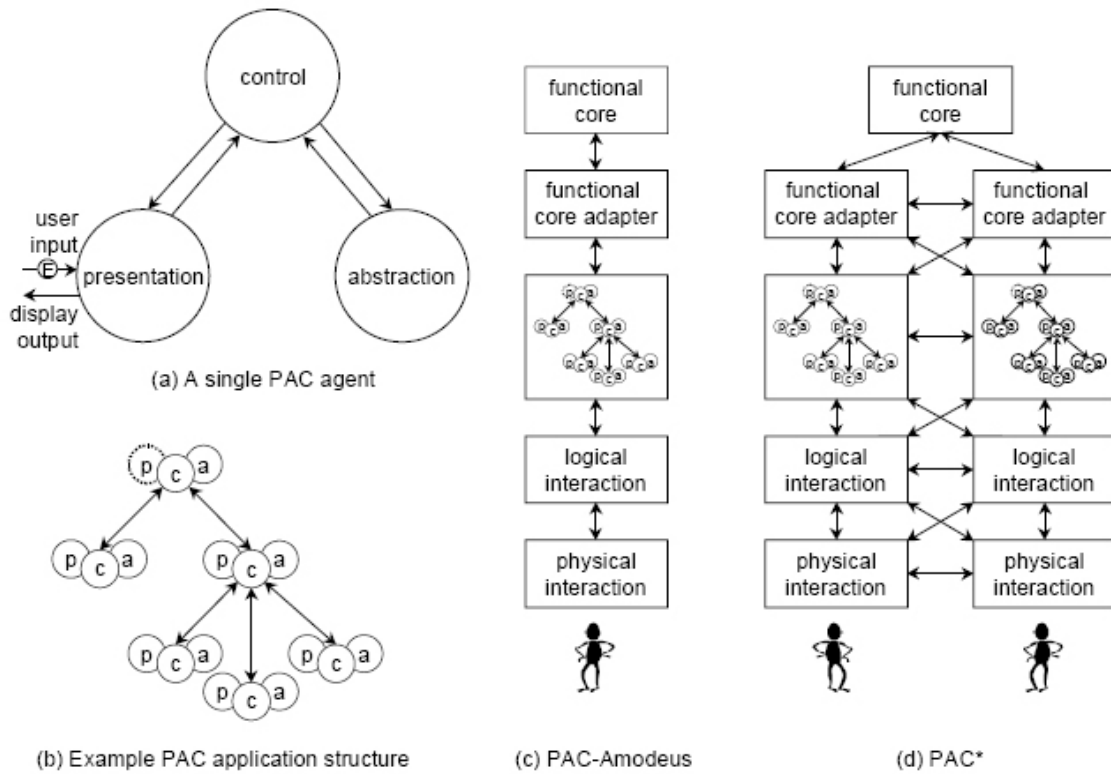 control
user
input
E
presentation
abstraction
display
output
(a) A single PAC agent
p c a
p c a
p c a
p c a
p c a
p c a
(b) Example PAC application structure
functional
core
functional
core adapter
p c a
p c a
p c a
p c a
p c a
p c a
logical
interaction
physical
interaction
(c) PAC-Amodeus
functional
core
functional
core adapter
functional
core adapter
p c a
p c a
p c a
p c a
p c a
p c a
p c a
p c a
p c a
p c a
p c a
p c a
logical
interaction
logical
interaction
physical
interaction
physical
interaction
(d) PAC*